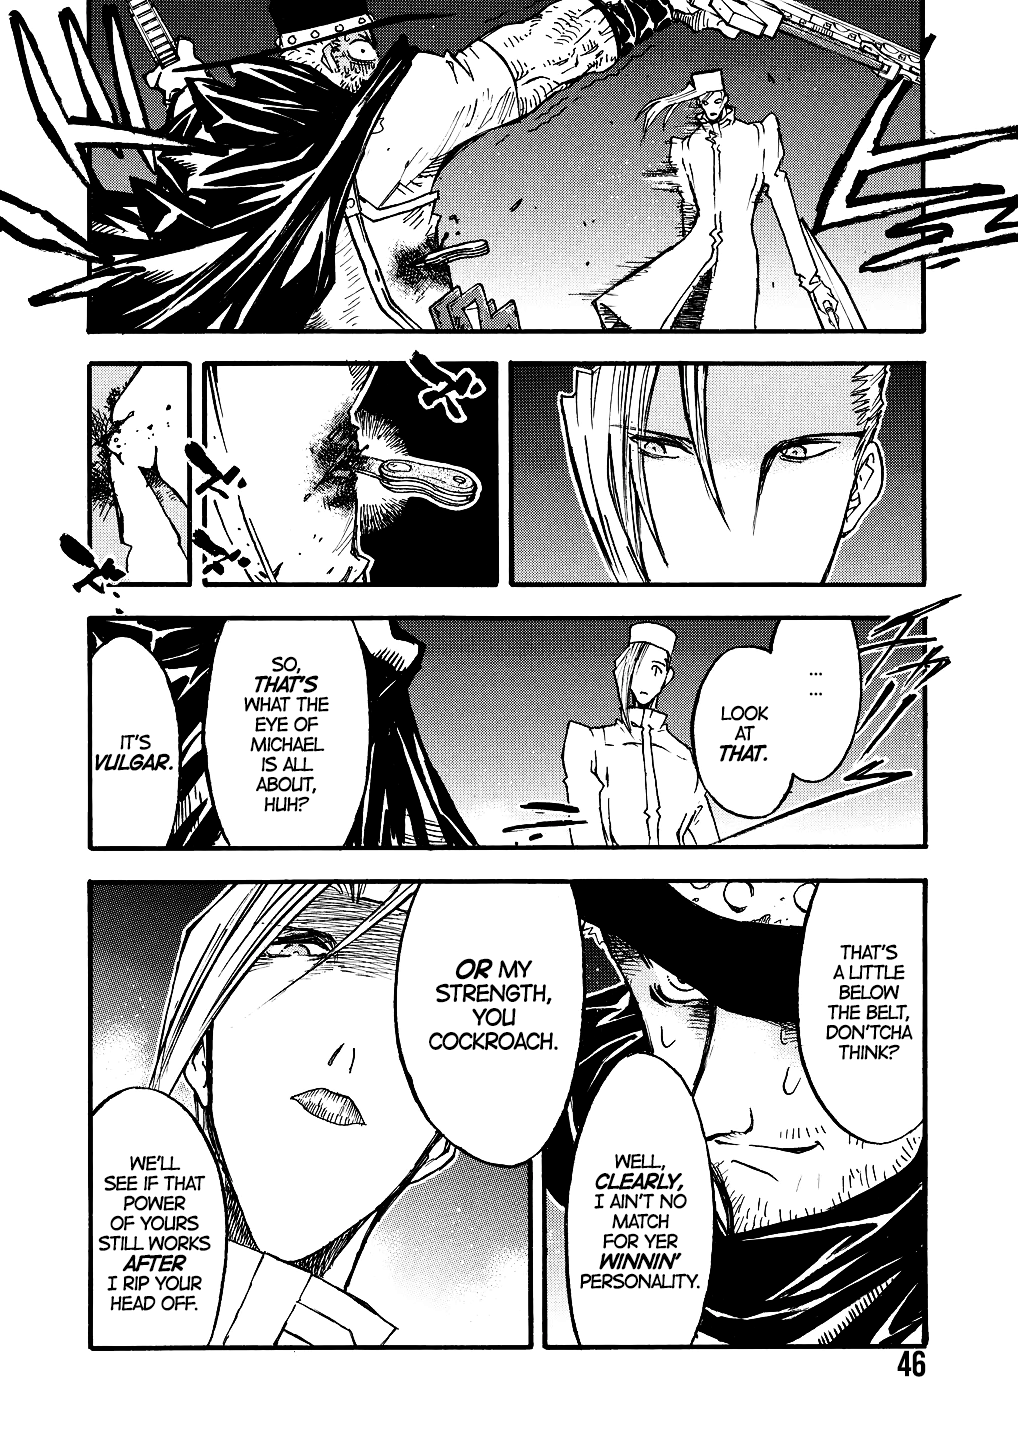 ...
...
LOOK
AT
THAT.
SO,
THAT'S
WHAT THE
EYE OF
MICHAEL
IS ALL
ABOUT,
HUH?
IT'S
VULGAR.
THAT'S
A LITTLE
BELOW
THE BELT,
DON'TCHA
THINK?
WELL,
CLEARLY,
I AIN'T NO
MATCH
FOR YER
WINNIN'
PERSONALITY.
OR MY
STRENGTH,
YOU
COCKROACH.
WE'LL
SEE IF THAT
POWER
OF YOURS
STILL WORKS
AFTER
I RIP YOUR
HEAD OFF.
46